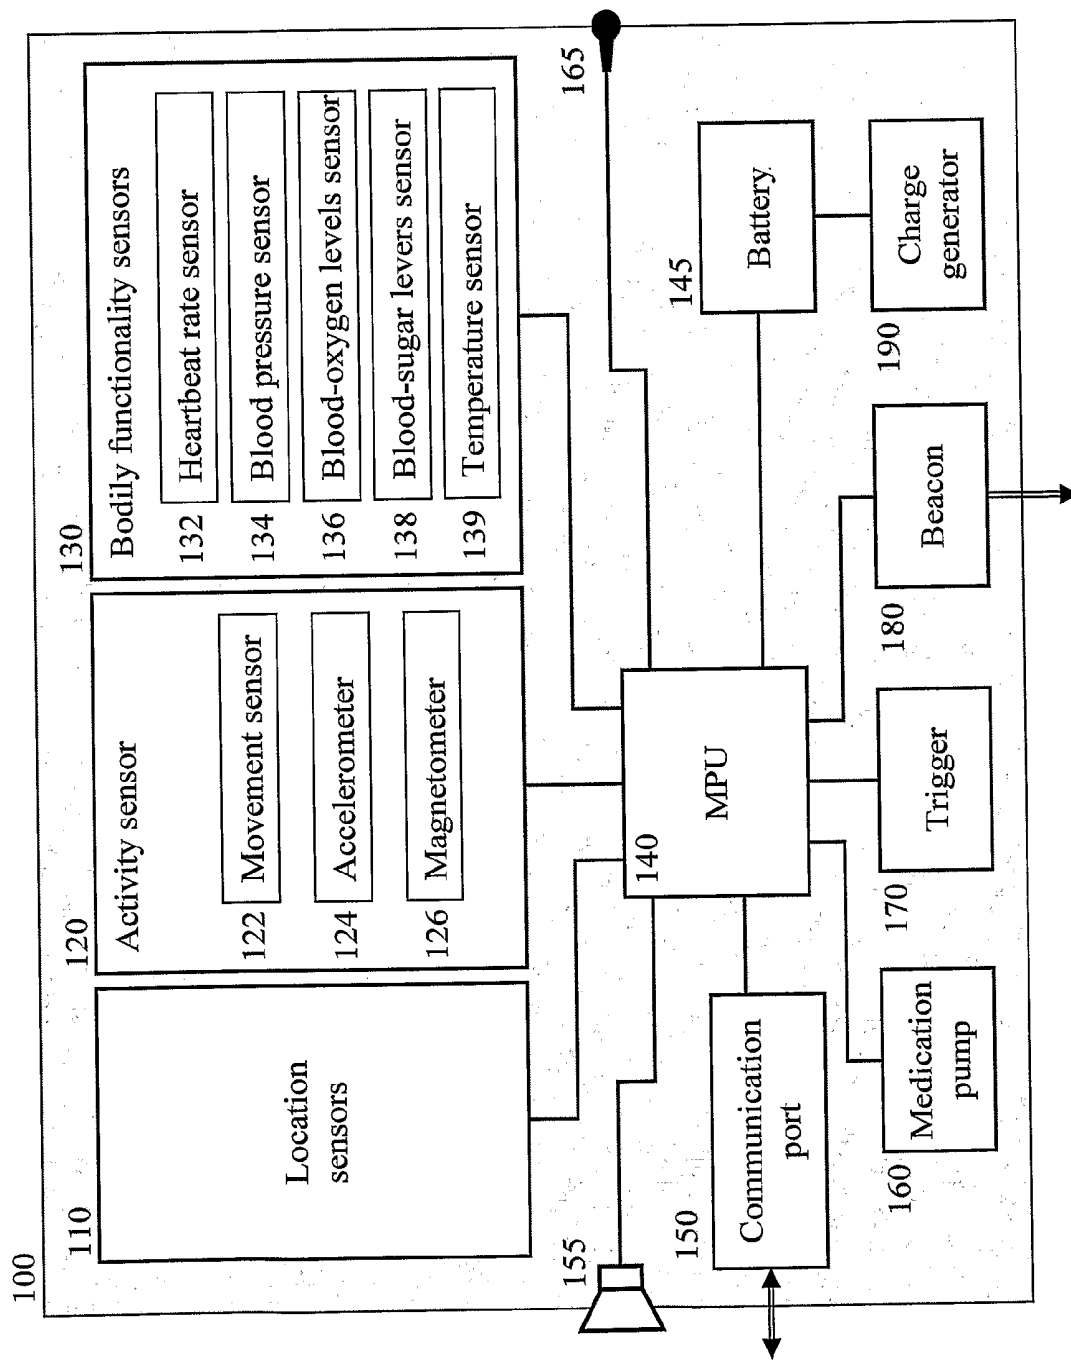 100
110
Location
sensors
120
Activity sensor
122
Movement sensor
124
Accelerometer
126
Magnetometer
130
Bodily functionality sensors
132
Heartbeat rate sensor
134
Blood pressure sensor
136
Blood-oxygen levels sensor
138
Blood-sugar levers sensor
139
Temperature sensor
155
165
140
MPU
150
Communication
port
145
Battery
160
Medication
pump
170
Trigger
180
Beacon
190
Charge
generator